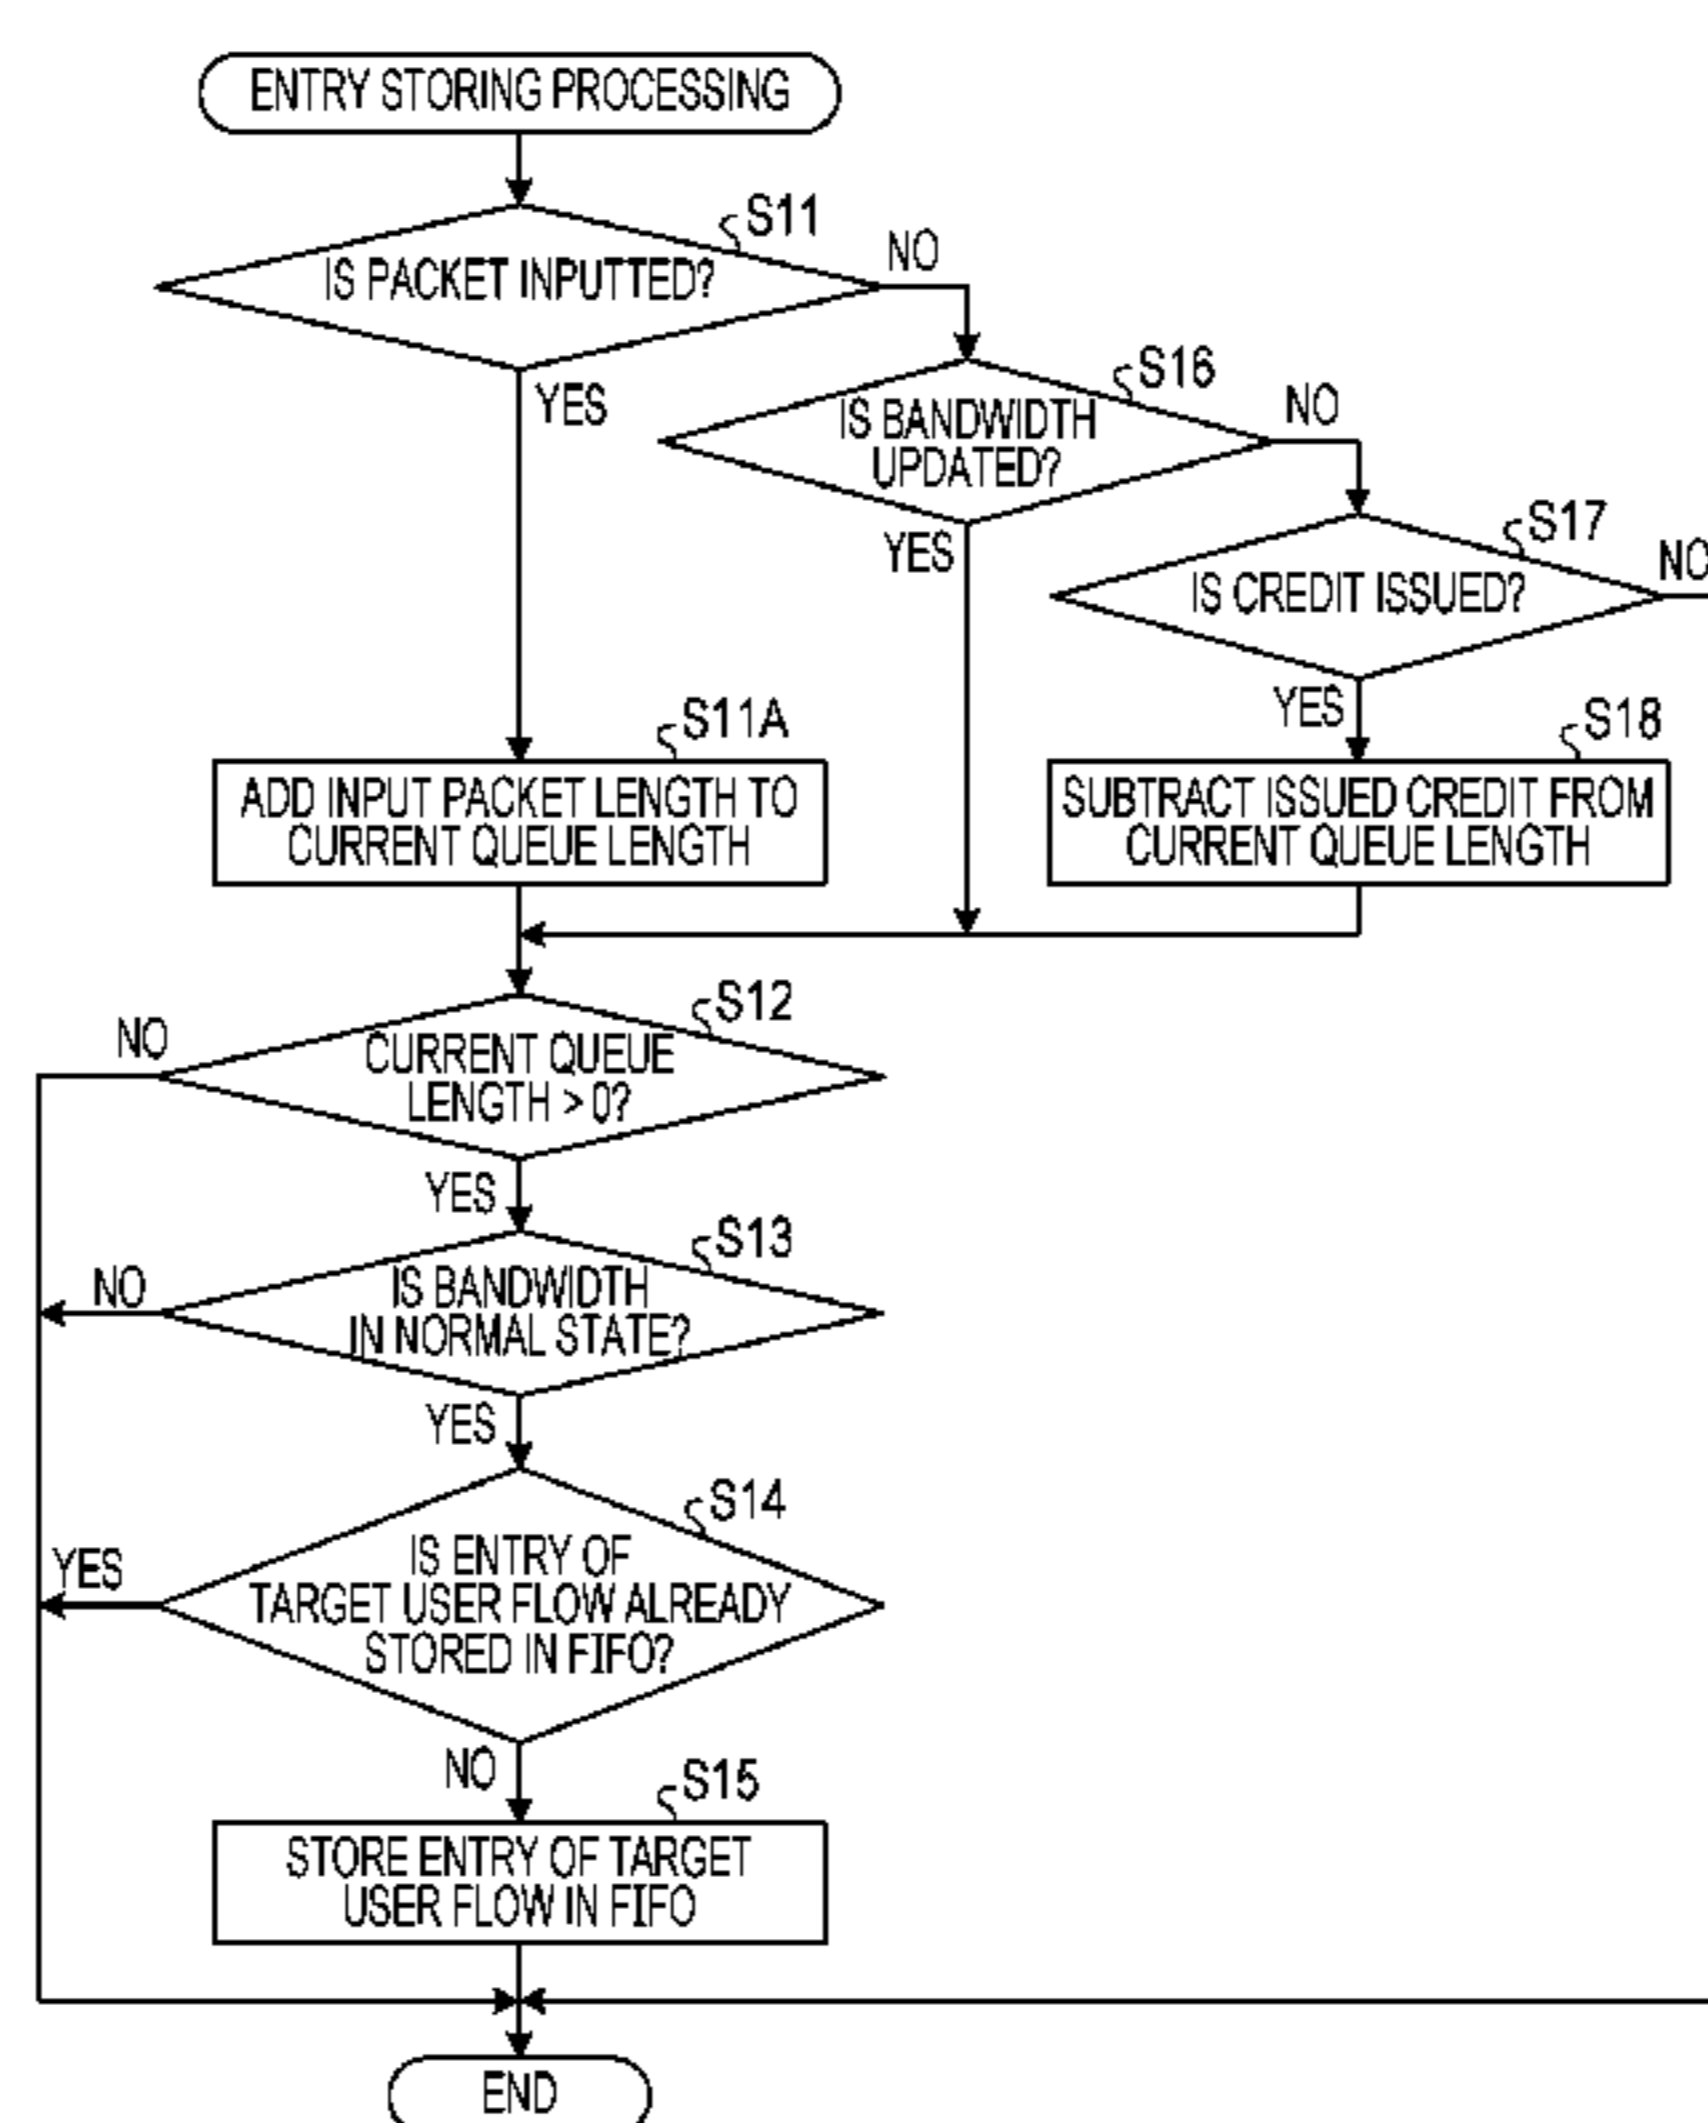 ENTRY STORING PROCESSING
S11
IS PACKET INPUTTED?
NO
YES
S16
IS BANDWIDTH
UPDATED?
NO
YES
S17
IS CREDIT ISSUED?
NO
YES
S11A
ADD INPUT PACKET LENGTH TO
CURRENT QUEUE LENGTH
S18
SUBTRACT ISSUED CREDIT FROM
CURRENT QUEUE LENGTH
S12
CURRENT QUEUE
LENGTH > 0?
NO
YES
S13
IS BANDWIDTH
IN NORMAL STATE?
NO
YES
S14
IS ENTRY OF
TARGET USER FLOW ALREADY
STORED IN FIFO?
YES
NO
S15
STORE ENTRY OF TARGET
USER FLOW IN FIFO
END